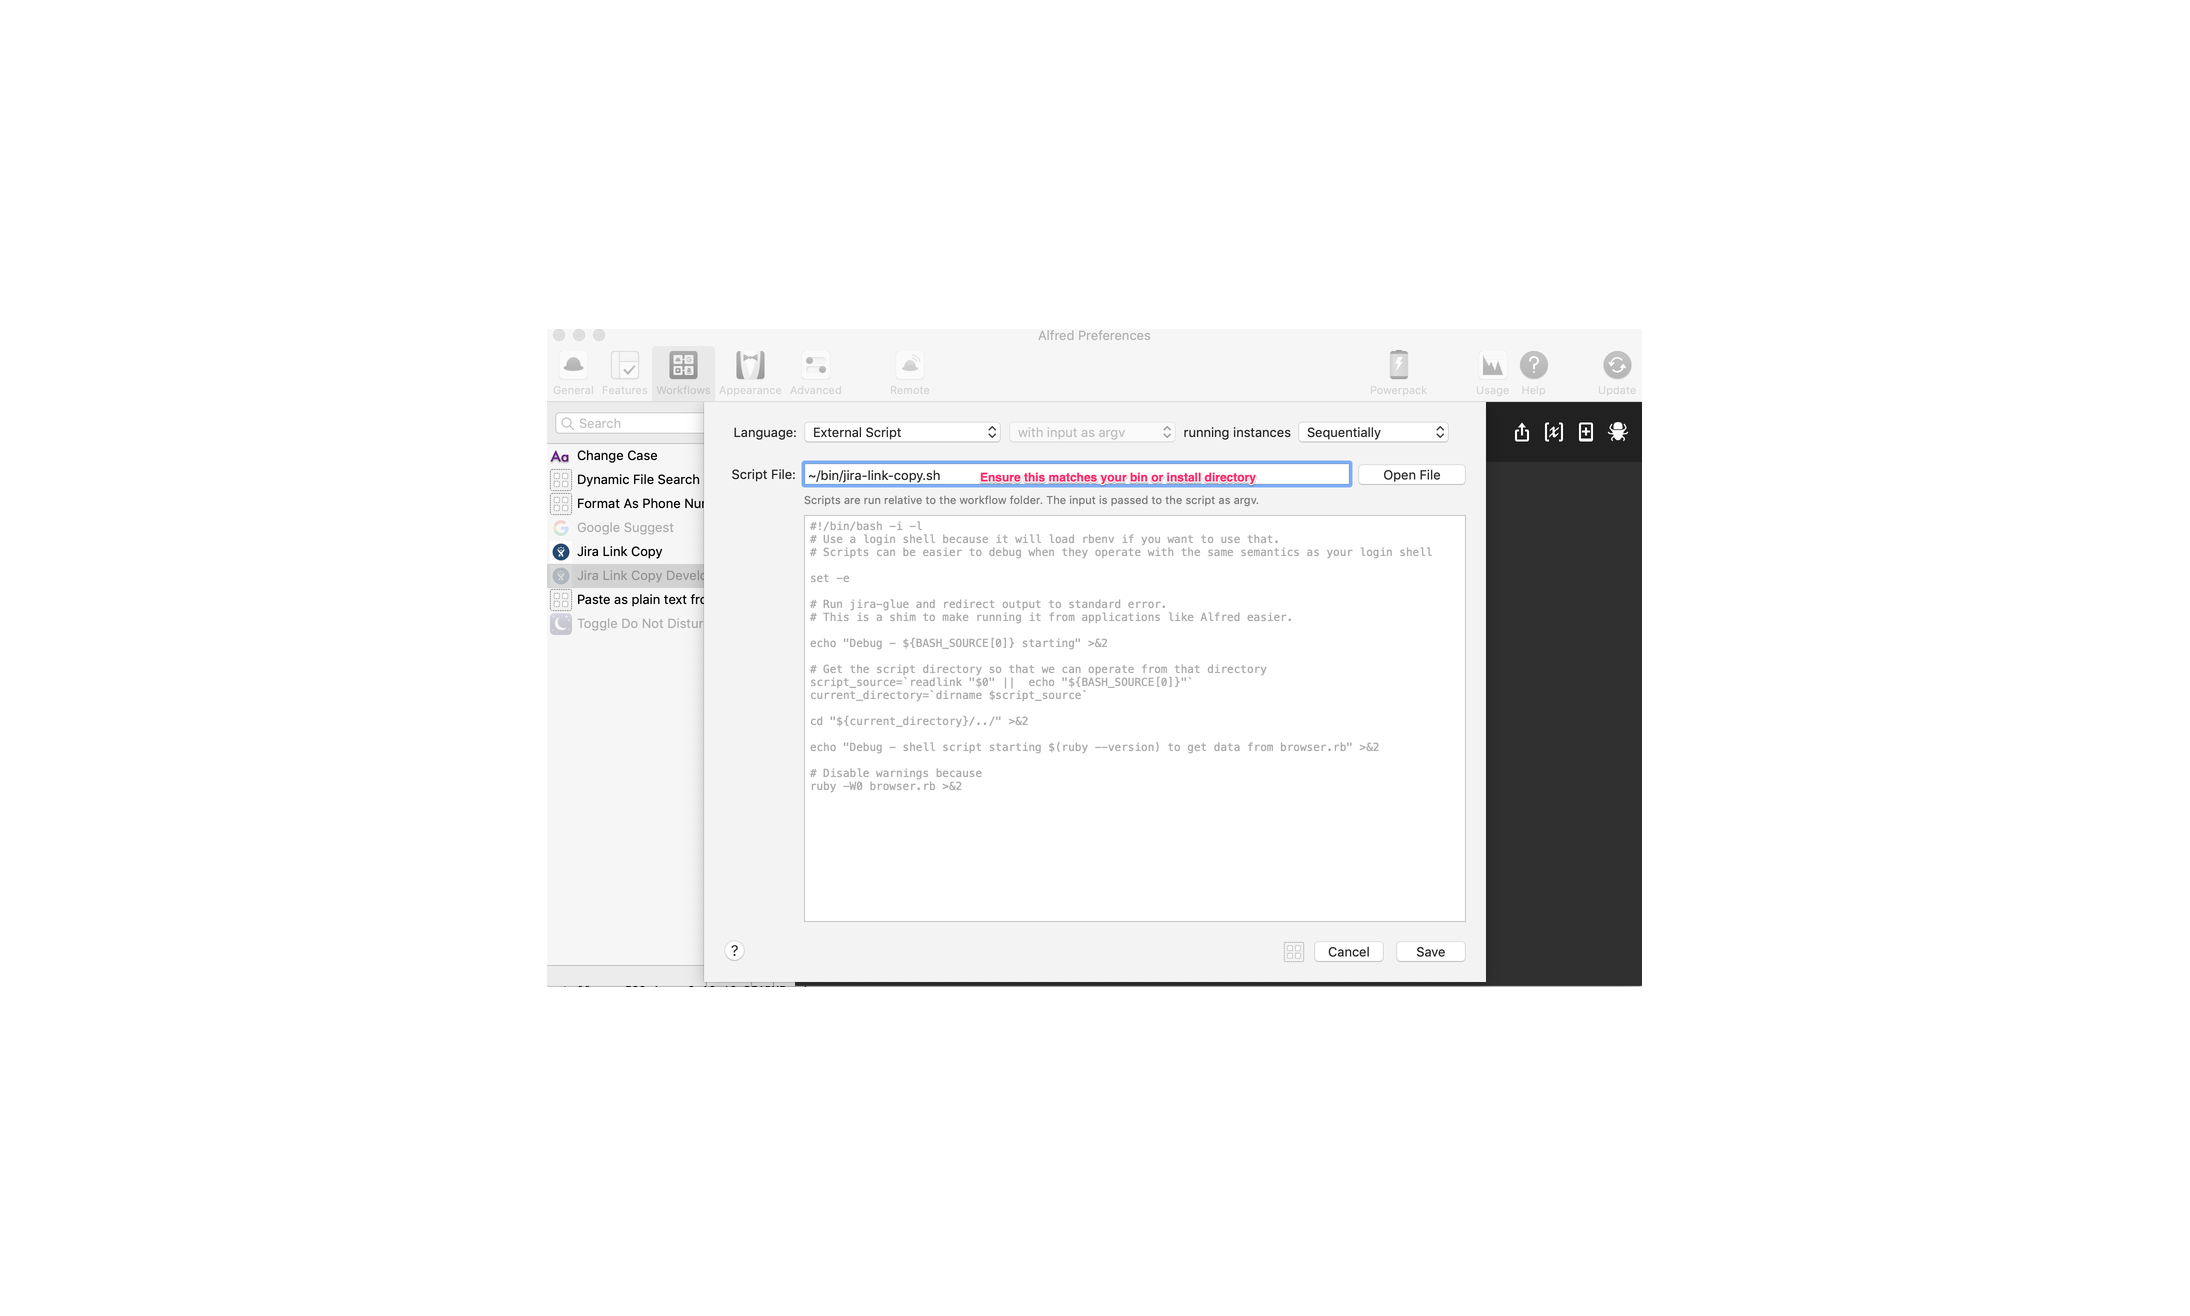 Alfred Preferences
General Features Workflows Appearance Advanced Remote Powerpack Usage Help Update
Search
Change Case
Dynamic File Search
Format As Phone Nu
Google Suggest
Jira Link Copy
Jira Link Copy Develo
Paste as plain text fro
Toggle Do Not Distur
Language: External Script with input as argv running instances Sequentially
Script File: ~/bin/jira-link-copy.sh Ensure this matches your bin or install directory Open File
Scripts are run relative to the workflow folder. The input is passed to the script as argv.
#!/bin/bash -i -l
# Use a login shell because it will load rbenv if you want to use that.
# Scripts can be easier to debug when they operate with the same semantics as your login shell
set -e
# Run jira-glue and redirect output to standard error.
# This is a shim to make running it from applications like Alfred easier.
echo "Debug - ${BASH_SOURCE[0]} starting" >&2
# Get the script directory so that we can operate from that directory
script_source=`readlink "$0" ||  echo "${BASH_SOURCE[0]}"`
current_directory=`dirname $script_source`
cd "${current_directory}/../" >&2
echo "Debug - shell script starting $(ruby --version) to get data from browser.rb" >&2
# Disable warnings because
ruby -W0 browser.rb >&2
? Cancel Save